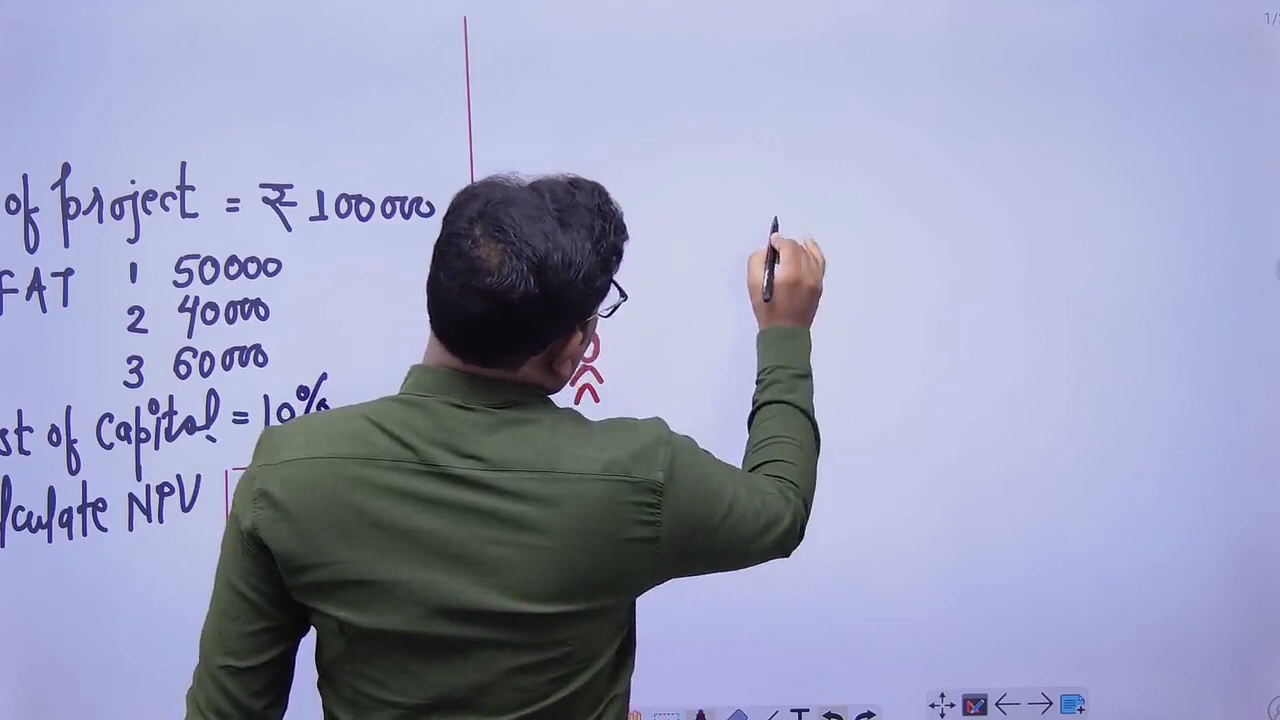 of project = ₹ 100000
FAT 1 50000
2 40000
3 60000
st of capital = 10%
lculate NPV